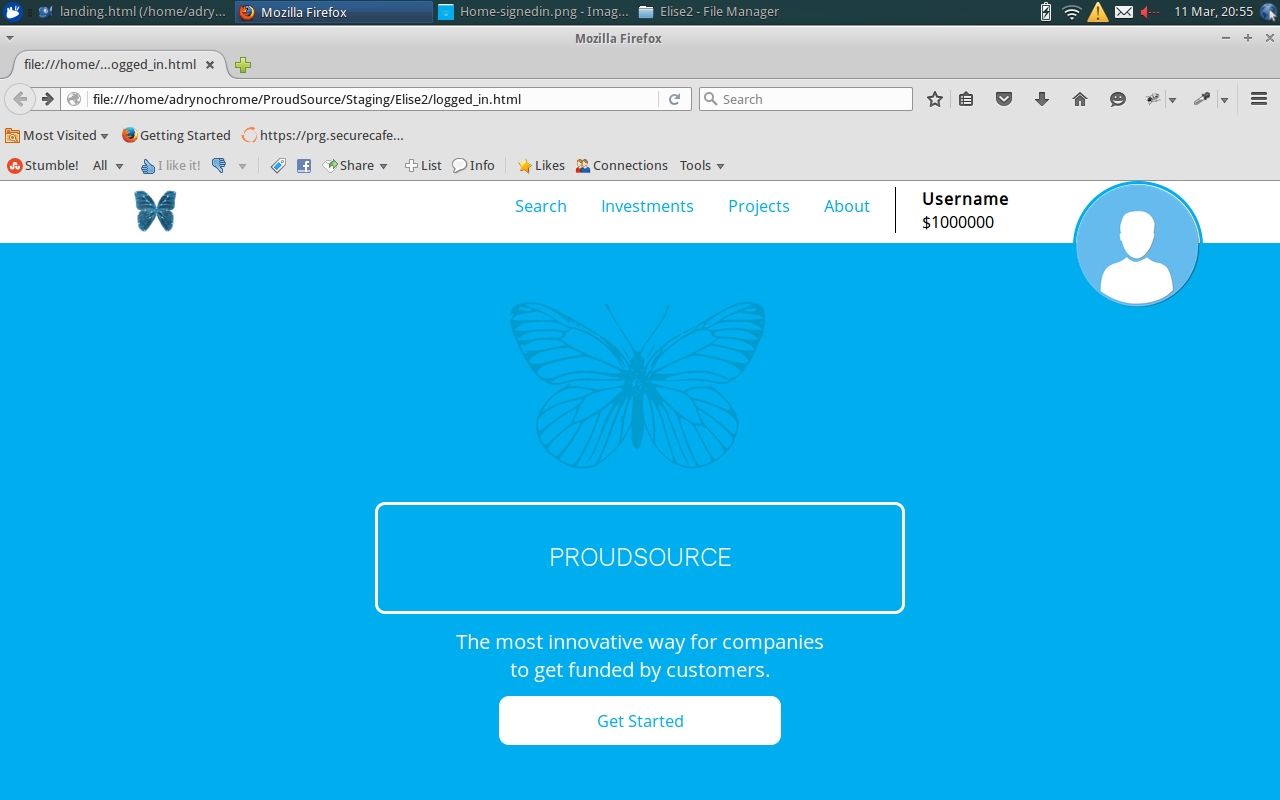 landing.html (/home/adry... Mozilla Firefox Home-signedin.png - Imag... Elise2 - File Manager 11 Mar, 20:55
Mozilla Firefox
file:///home/...ogged_in.html
file:///home/adrynochrome/ProudSource/Staging/Elise2/logged_in.html Search
Most Visited Getting Started https://prg.securecafe...
Stumble! All I like it! Share List Info Likes Connections Tools
Search Investments Projects About Username
$1000000
PROUDSOURCE
The most innovative way for companies
to get funded by customers.
Get Started